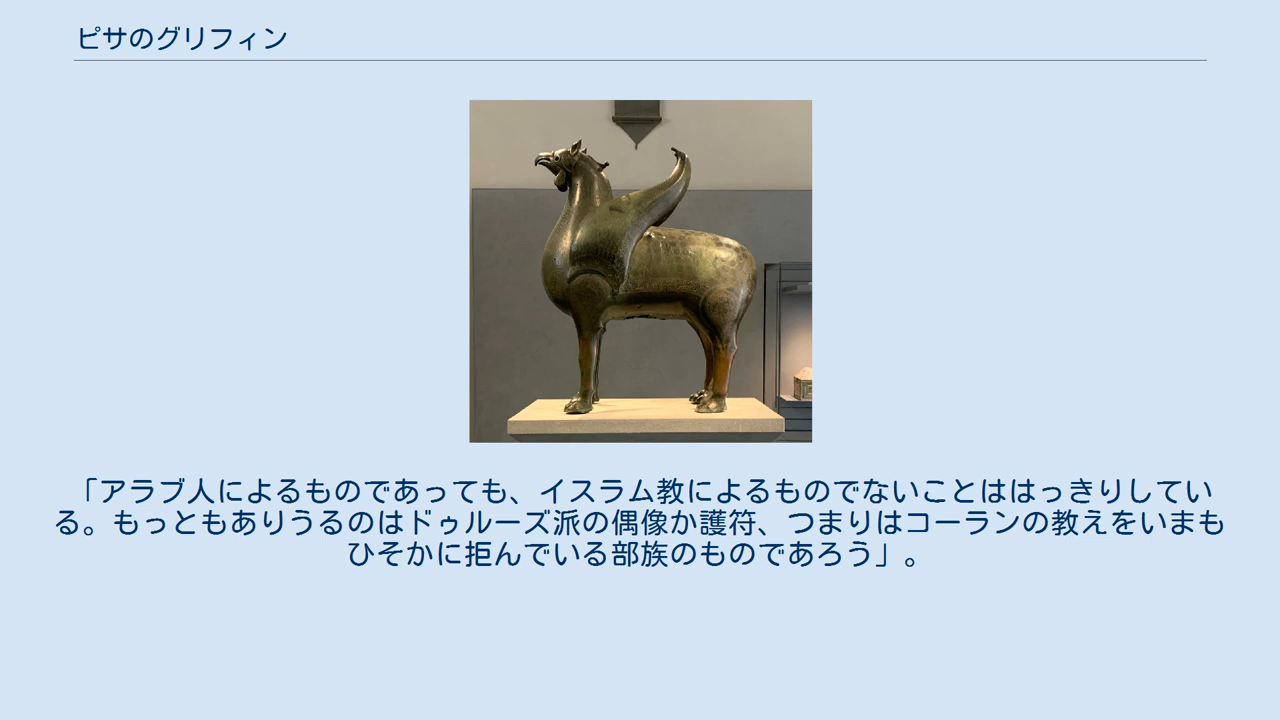 ピサのグリフィン
「アラブ人によるものであっても、イスラム教によるものでないことははっきりしてい
る。もっともありうるのはドゥルーズ派の偶像か護符、つまりはコーランの教えをいまも
ひそかに拒んでいる部族のものであろう」。